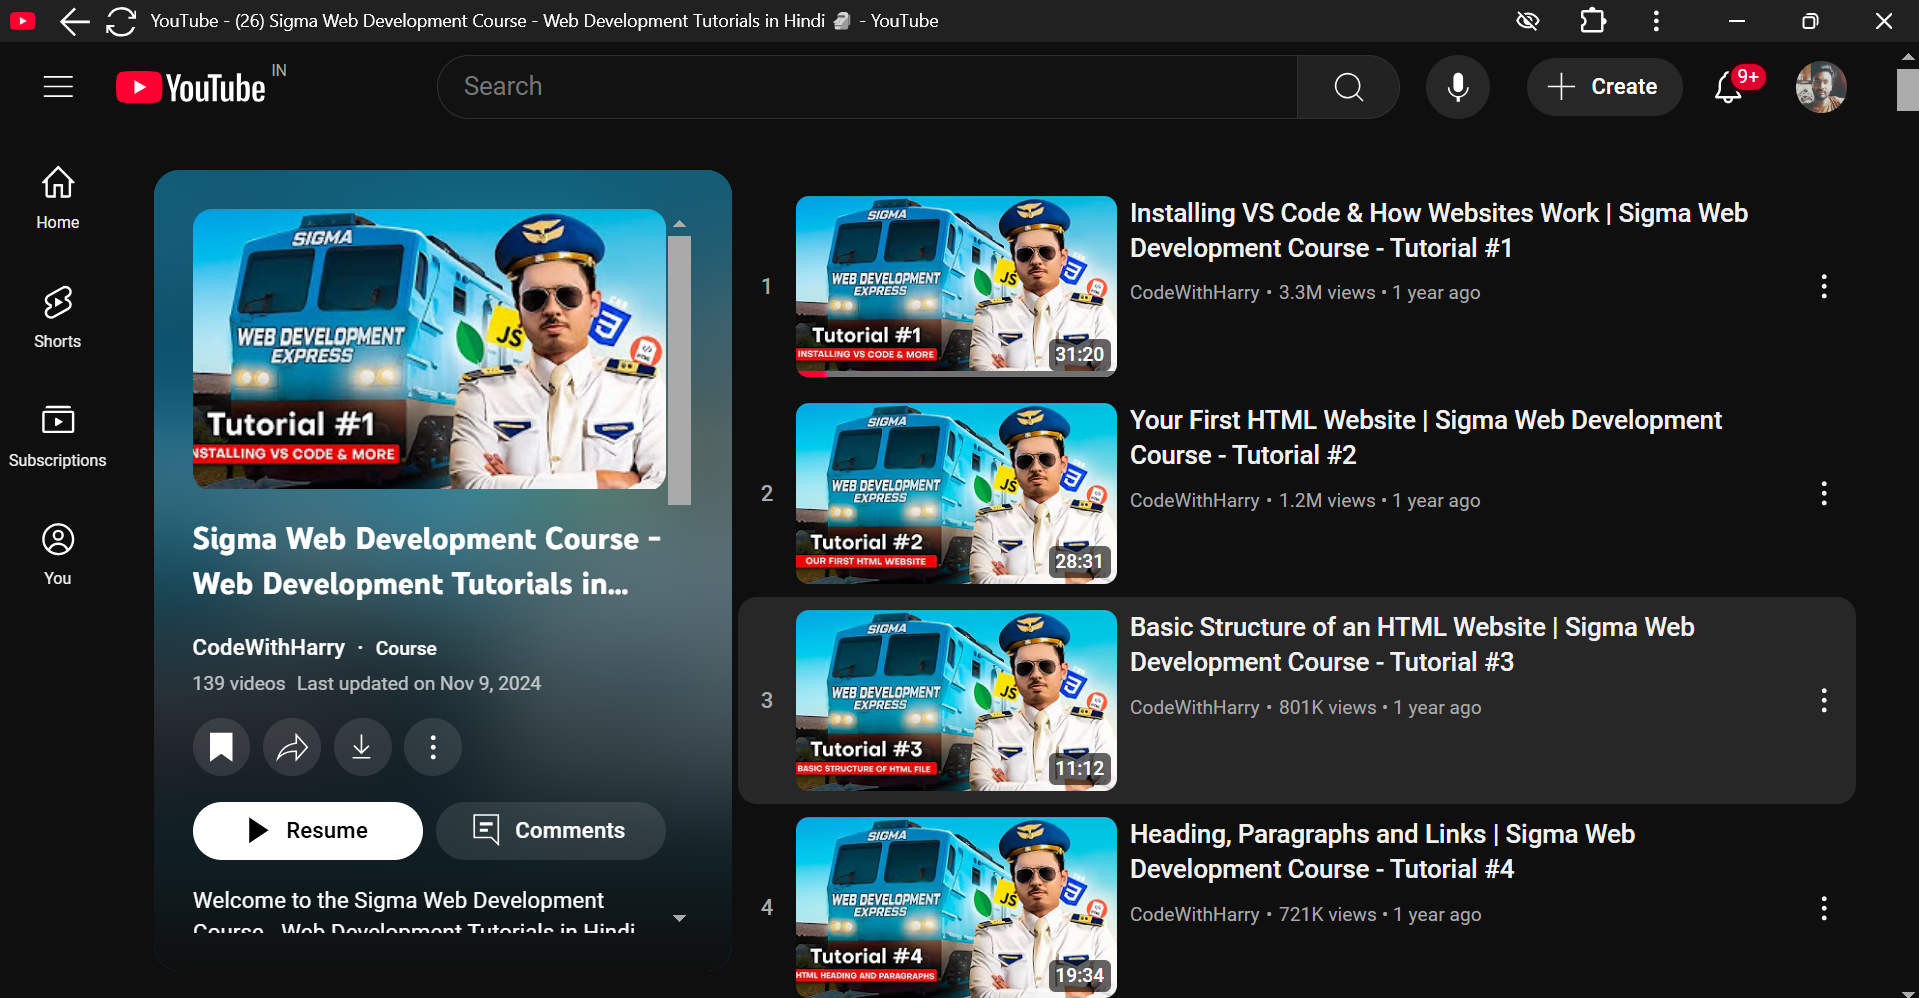 YouTube - (26) Sigma Web Development Course - Web Development Tutorials in Hindi 🗿 - YouTube
YouTube IN
Search
Create
9+
Home
Shorts
Subscriptions
You
SIGMA
WEB DEVELOPMENT
EXPRESS
JS
Tutorial #1
NSTALLING VS CODE & MORE
Sigma Web Development Course -
Web Development Tutorials in...
CodeWithHarry · Course
139 videos Last updated on Nov 9, 2024
Resume
Comments
Welcome to the Sigma Web Development
Course - Web Development Tutorials in Hindi
1
SIGMA
WEB DEVELOPMENT
EXPRESS
JS
Tutorial #1
INSTALLING VS CODE & MORE
31:20
Installing VS Code & How Websites Work | Sigma Web
Development Course - Tutorial #1
CodeWithHarry • 3.3M views • 1 year ago
2
SIGMA
WEB DEVELOPMENT
EXPRESS
JS
Tutorial #2
OUR FIRST HTML WEBSITE
28:31
Your First HTML Website | Sigma Web Development
Course - Tutorial #2
CodeWithHarry • 1.2M views • 1 year ago
3
SIGMA
WEB DEVELOPMENT
EXPRESS
JS
Tutorial #3
BASIC STRUCTURE OF HTML FILE
11:12
Basic Structure of an HTML Website | Sigma Web
Development Course - Tutorial #3
CodeWithHarry • 801K views • 1 year ago
4
SIGMA
WEB DEVELOPMENT
EXPRESS
JS
Tutorial #4
HTML HEADING AND PARAGRAPHS
19:34
Heading, Paragraphs and Links | Sigma Web
Development Course - Tutorial #4
CodeWithHarry • 721K views • 1 year ago